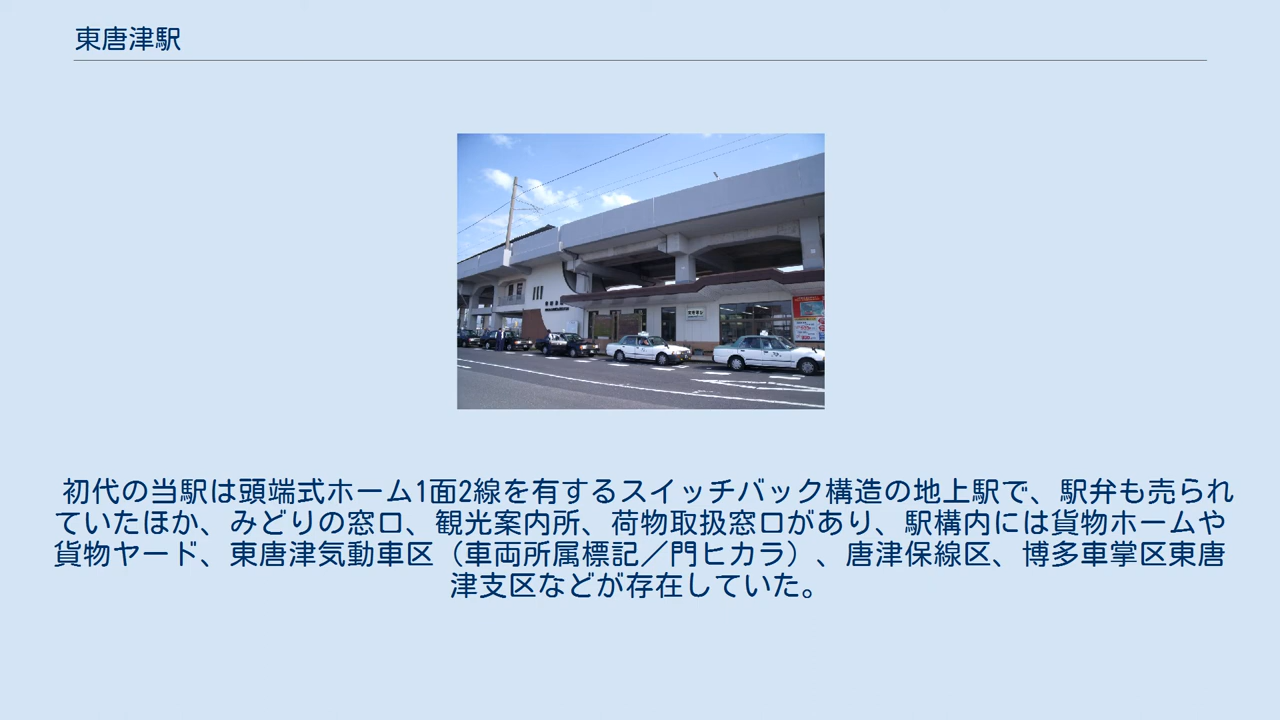 東唐津駅
初代の当駅は頭端式ホーム1面2線を有するスイッチバック構造の地上駅で、駅弁も売られ
ていたほか、みどりの窓口、観光案内所、荷物取扱窓口があり、駅構内には貨物ホームや
貨物ヤード、東唐津気動車区（車両所属標記／門ヒカラ）、唐津保線区、博多車掌区東唐
津支区などが存在していた。